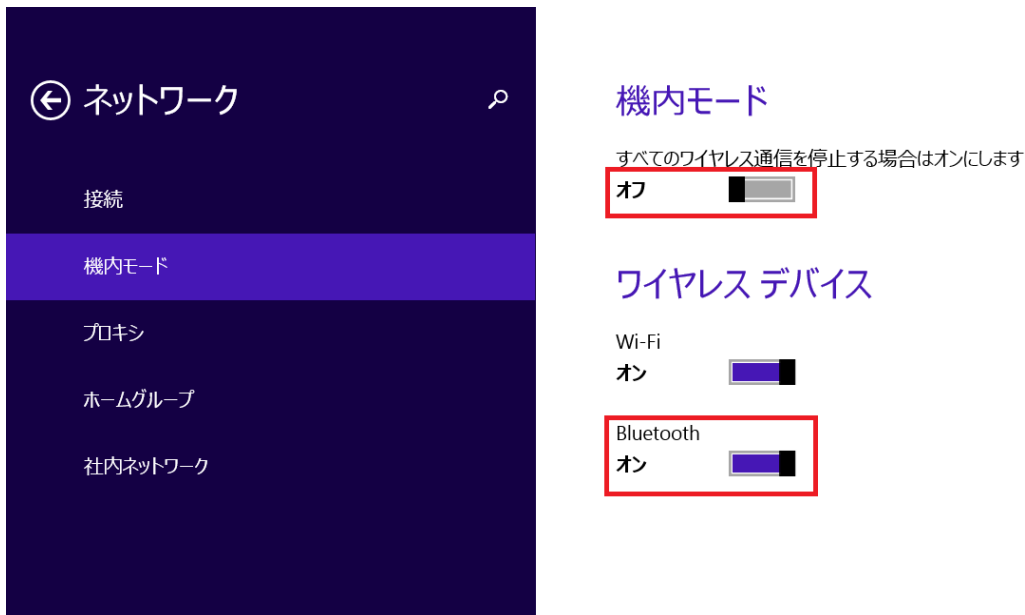 ネットワーク
接続
機内モード
プロキシ
ホームグループ
社内ネットワーク
機内モード
すべてのワイヤレス通信を停止する場合はオンにします
オフ
ワイヤレス デバイス
Wi-Fi
オン
Bluetooth
オン